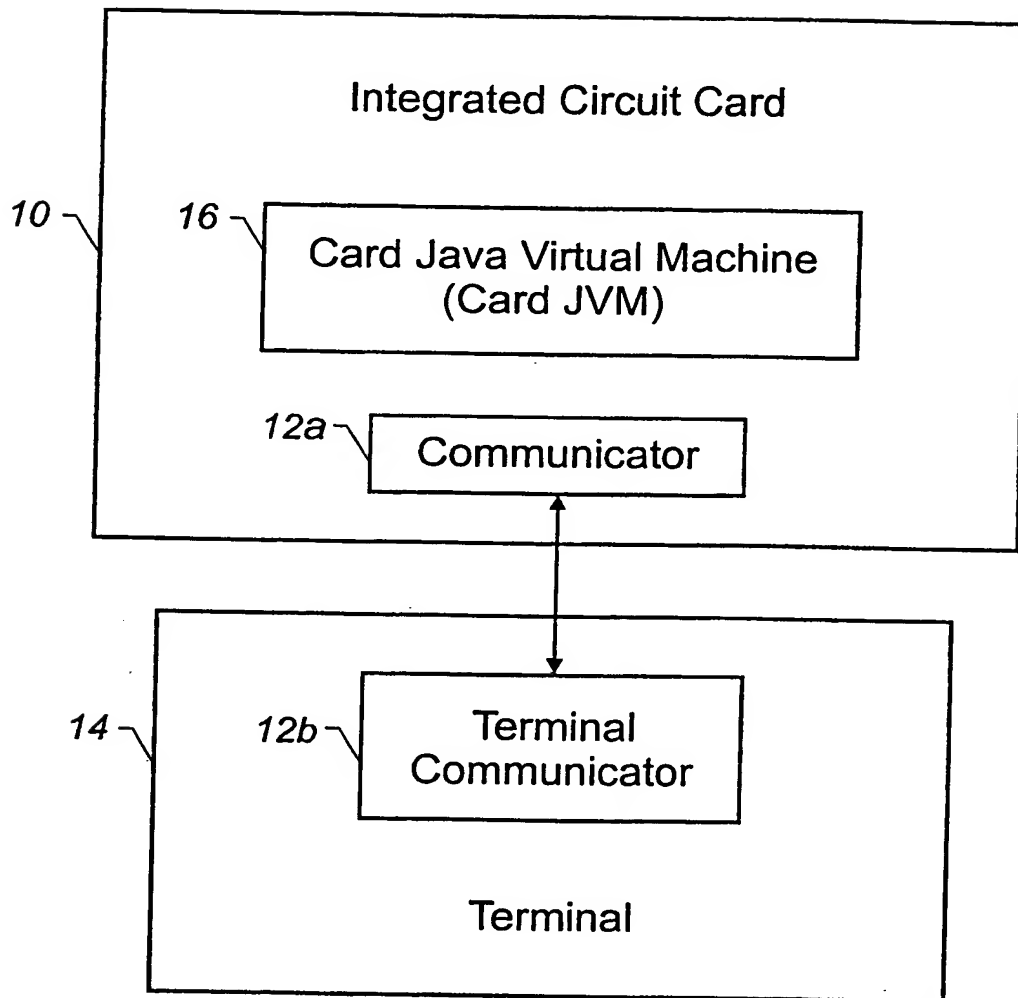 Integrated Circuit Card
10
16
Card Java Virtual Machine
(Card JVM)
12a
Communicator
14
12b
Terminal
Communicator
Terminal